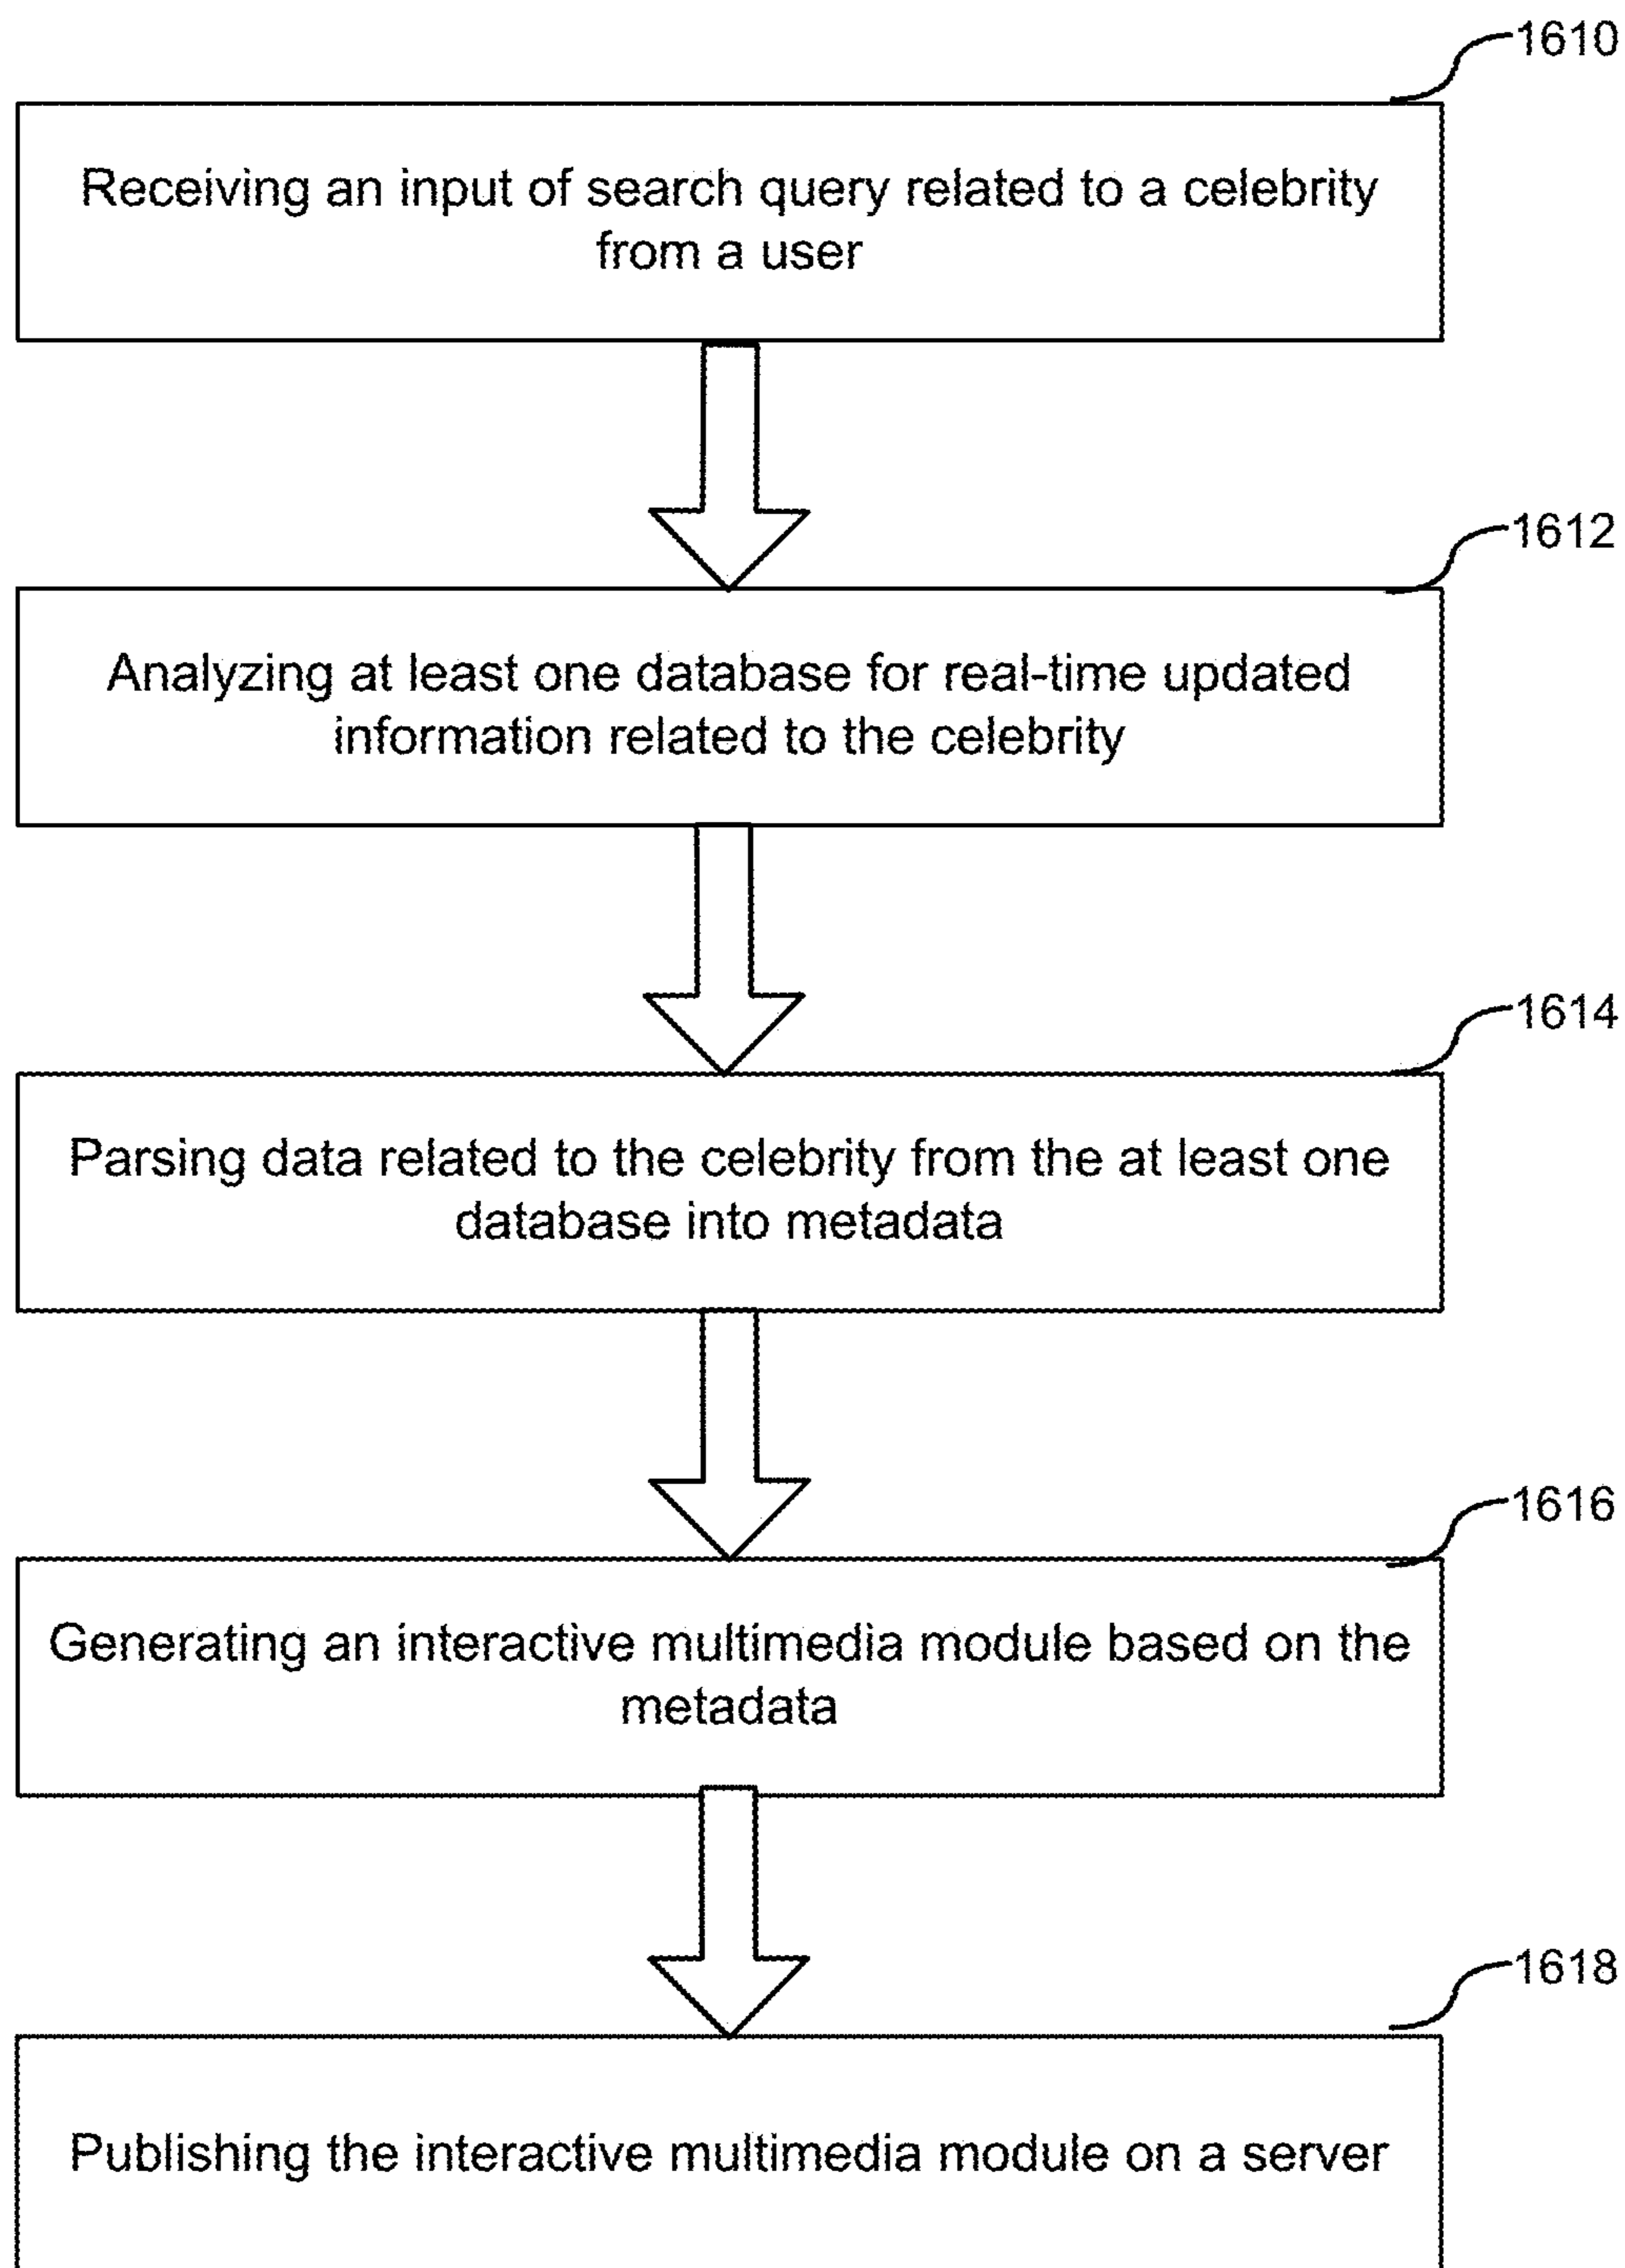 1610
Receiving an input of search query related to a celebrity
from a user
1612
Analyzing at least one database for real-time updated
information related to the celebrity
1614
Parsing data related to the celebrity from the at least one
database into metadata
1616
Generating an interactive multimedia module based on the
metadata
1618
Publishing the interactive multimedia module on a server